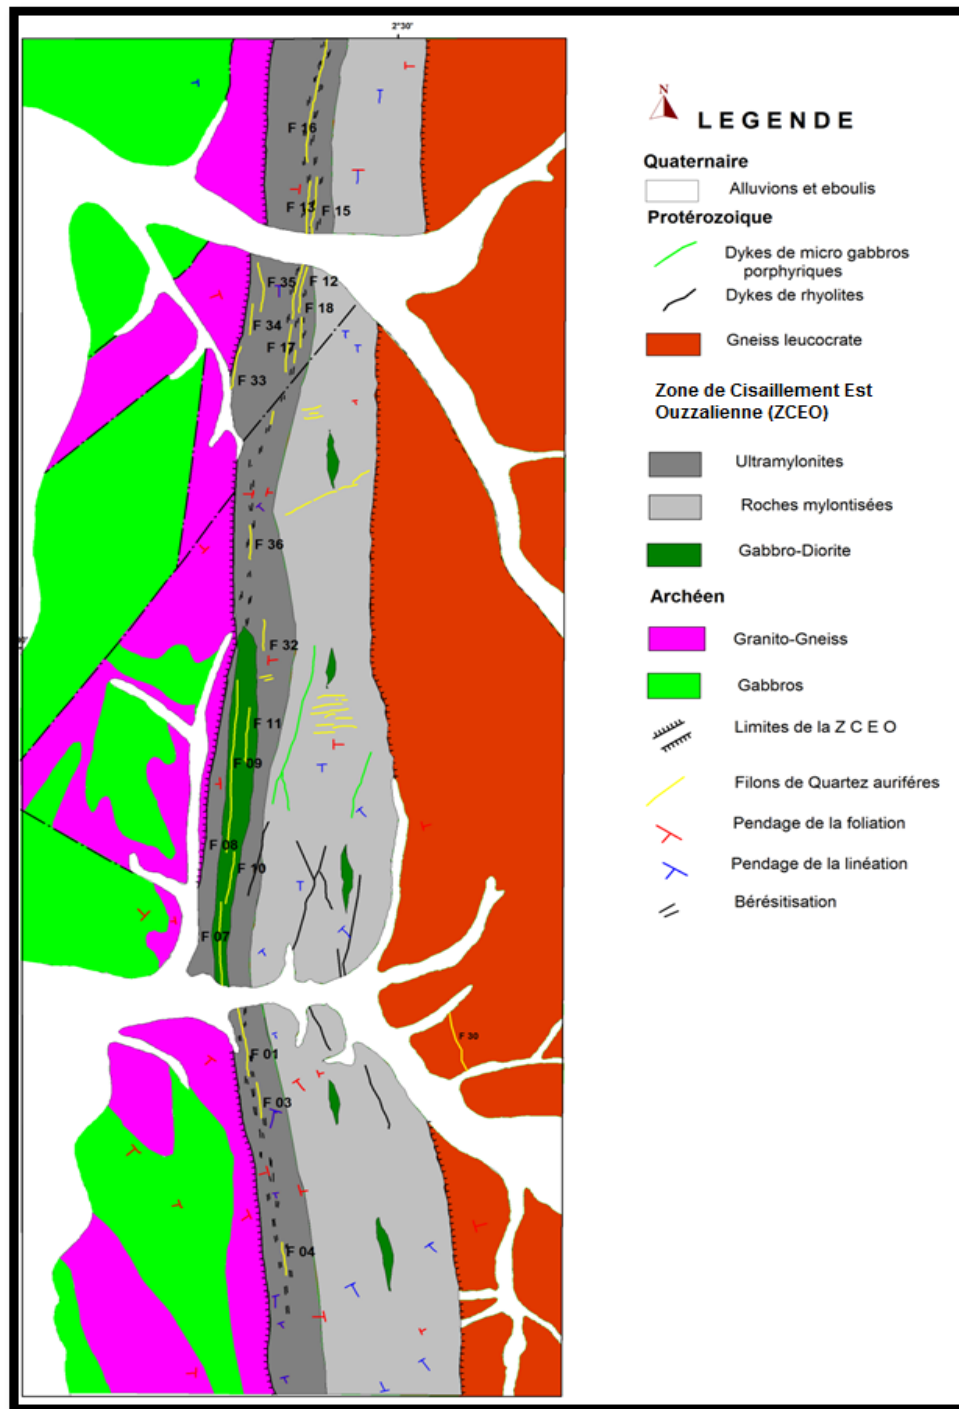 2°30'
N
LEGENDE
Quaternaire
Alluvions et eboulis
Protérozoique
Dykes de micro gabbros
porphyriques
Dykes de rhyolites
Gneiss leucocrate
Zone de Cisaillement Est
Ouzzalienne (ZCEO)
Ultramylonites
Roches mylontisées
Gabbro-Diorite
Archéen
Granito-Gneiss
Gabbros
Limites de la Z C E O
Filons de Quartez auriféres
Pendage de la foliation
Pendage de la linéation
Bérésitisation
F 16
F 13
F 15
F 35
F 12
F 18
F 34
F 17
F 33
F 36
F 32
F 11
F 09
F 08
F 10
F 07
F 01
F 30
F 03
F 04